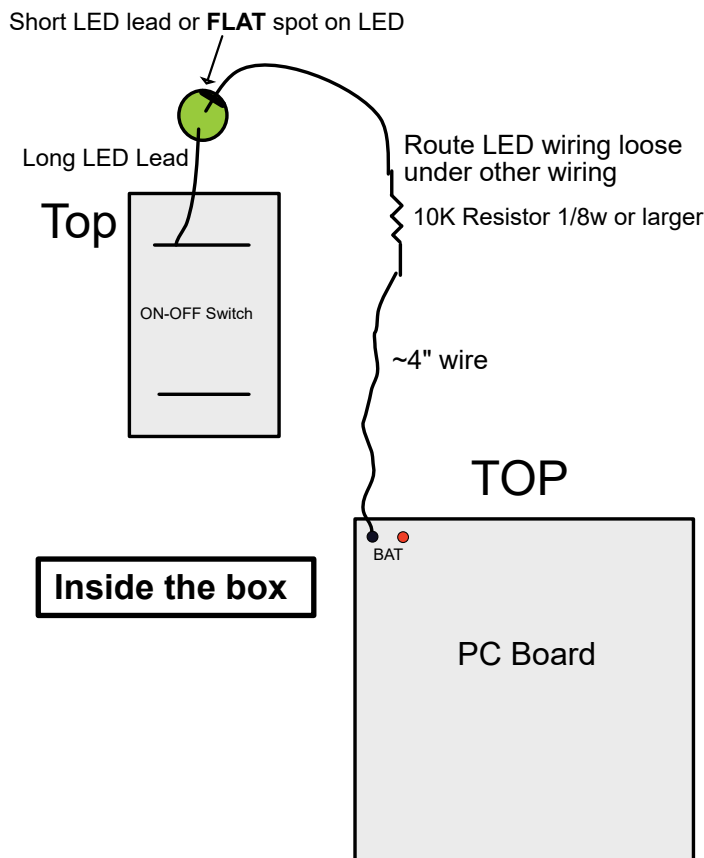 Short LED lead or FLAT spot on LED
Long LED Lead
Route LED wiring loose
under other wiring
Top
10K Resistor 1/8w or larger
ON-OFF Switch
~4" wire
TOP
BAT
Inside the box
PC Board